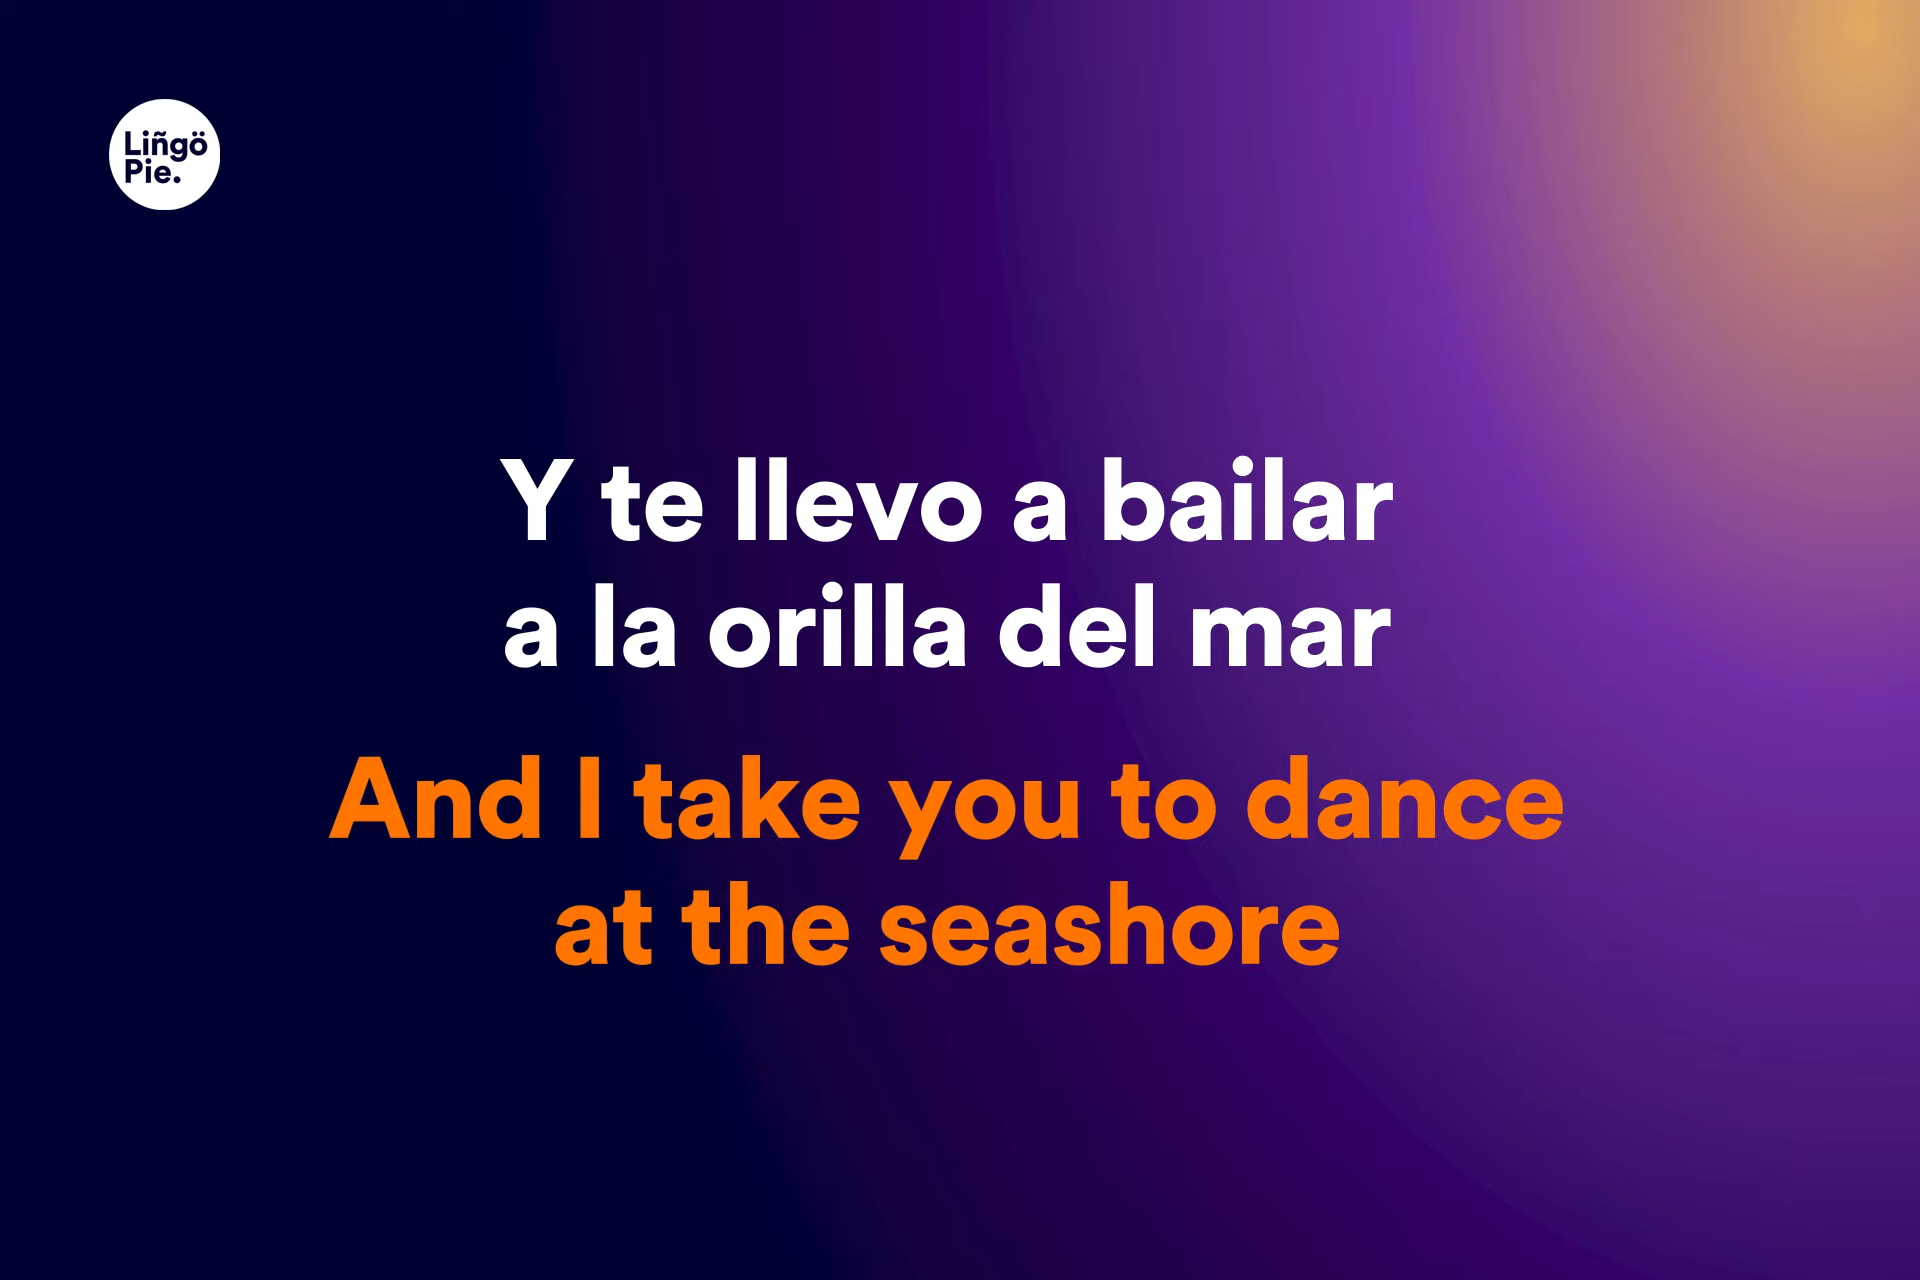 Liñgö
Pie.
Y te llevo a bailar
a la orilla del mar
And I take you to dance
at the seashore